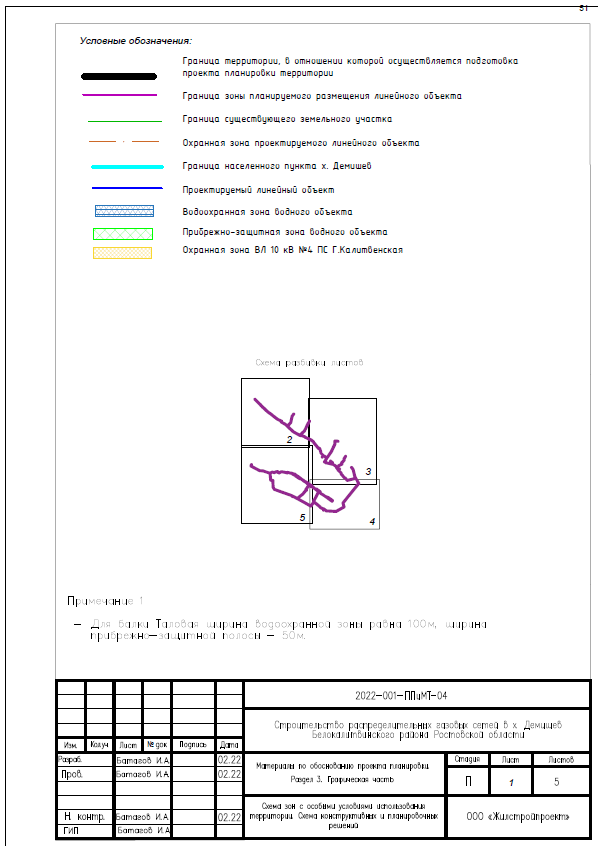 51
Условные обозначения:
Граница территории, в отношении которой осуществляется подготовка
проекта планировки территории
Граница зоны планируемого размещения линейного объекта
Граница существующего земельного участка
Охранная зона проектируемого линейного объекта
Граница населенного пункта х. Демишев
Проектируемый линейный объект
Водоохранная зона водного объекта
Прибрежно-защитная зона водного объекта
Охранная зона ВЛ 10 кВ №4 ПС Г.Калитвенская
Схема разбивки листов
2
3
5
4
Примечание 1
– Для балки Таловая ширина водоохранной зоны равна 100м, ширина
прибрежно-защитной полосы – 50м.
2022-001-ППиМТ-04
Строительство распределительных газовых сетей в х. Демишев
Белокалитвинского района Ростовской области
Изм. Колуч Лист № док Подпись Дата
Разраб. Батагов И.А. 02.22
Пров. Батагов И.А. 02.22
Материалы по обоснованию проекта планировки.
Раздел 3. Графическая часть
Стадия Лист Листов
П 1 5
Н. контр. Батагов И.А. 02.22
ГИП Батагов И.А
Схема зон с особыми условиями использования
территории. Схема конструктивных и планировочных
решений
ООО «Жилстройпроект»